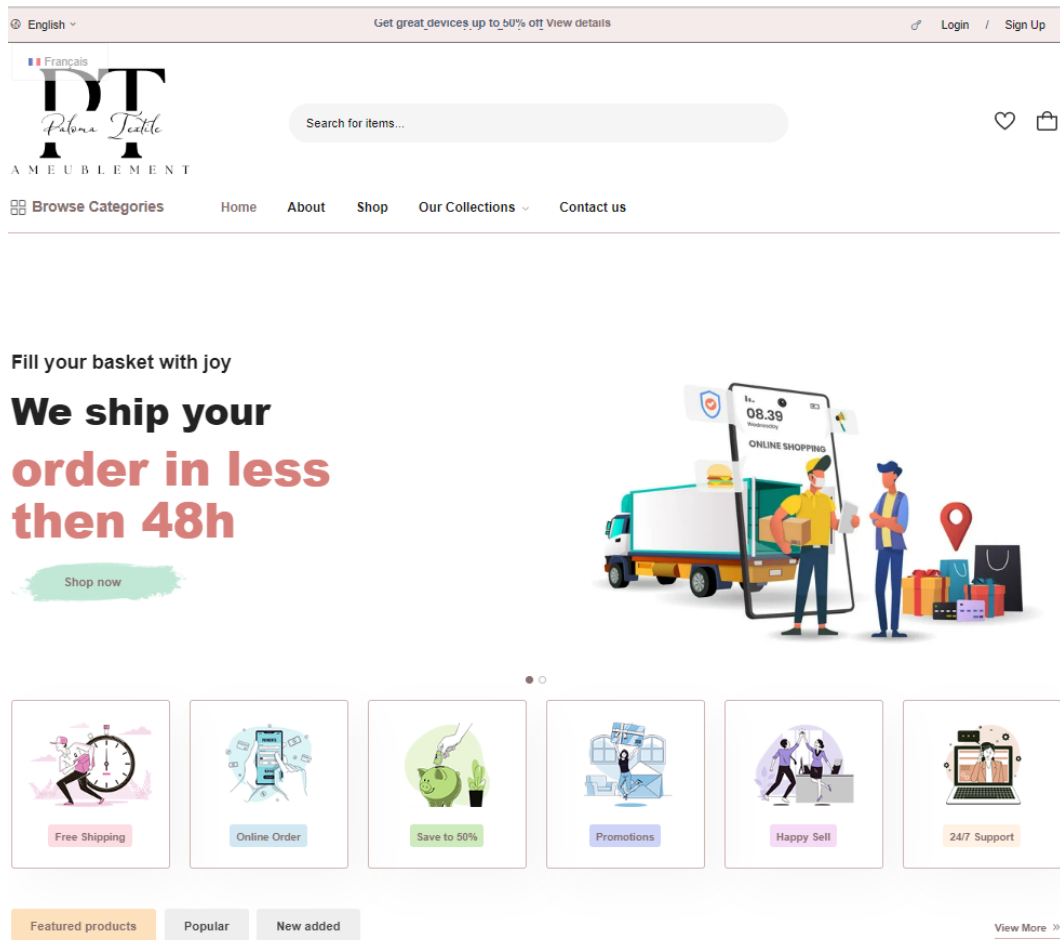 English
Get great devices up to 50% off View details
Login / Sign Up
Français
PT
Paloma Textile
AMEUBLEMENT
Search for items...
Browse Categories
Home
About
Shop
Our Collections
Contact us
Fill your basket with joy
We ship your
order in less
then 48h
Shop now
08.39
Wednesday
ONLINE SHOPPING
Free Shipping
Online Order
Save to 50%
Promotions
Happy Sell
24/7 Support
Featured products
Popular
New added
View More